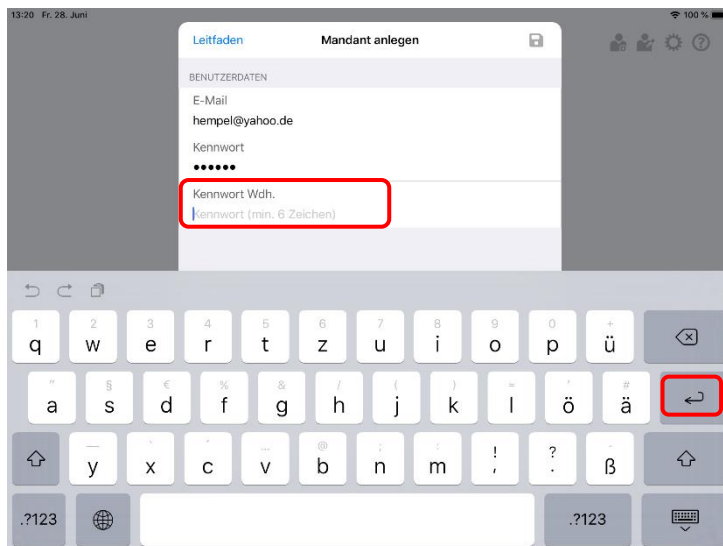 13:20 Fr. 28. Juni 100 %
Leitfaden Mandant anlegen
BENUTZERDATEN
E-Mail
hempel@yahoo.de
Kennwort
••••••
Kennwort Wdh.
Kennwort (min. 6 Zeichen)
1 2 3 4 5 6 7 8 9 0 +
q w e r t z u i o p ü
" § € % & / ( ) = ' #
a s d f g h j k l ö ä
— ... @ ; : ! ?
y x c v b n m , . ß
.?123 .?123